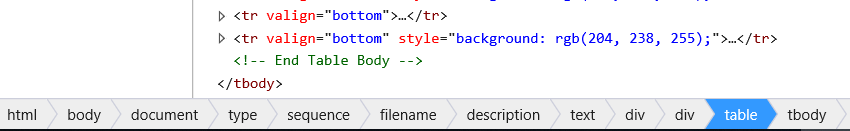 <tr valign="bottom">…</tr>
<tr valign="bottom" style="background: rgb(204, 238, 255);">…</tr>
<!-- End Table Body -->
</tbody>
html body document type sequence filename description text div div table tbody